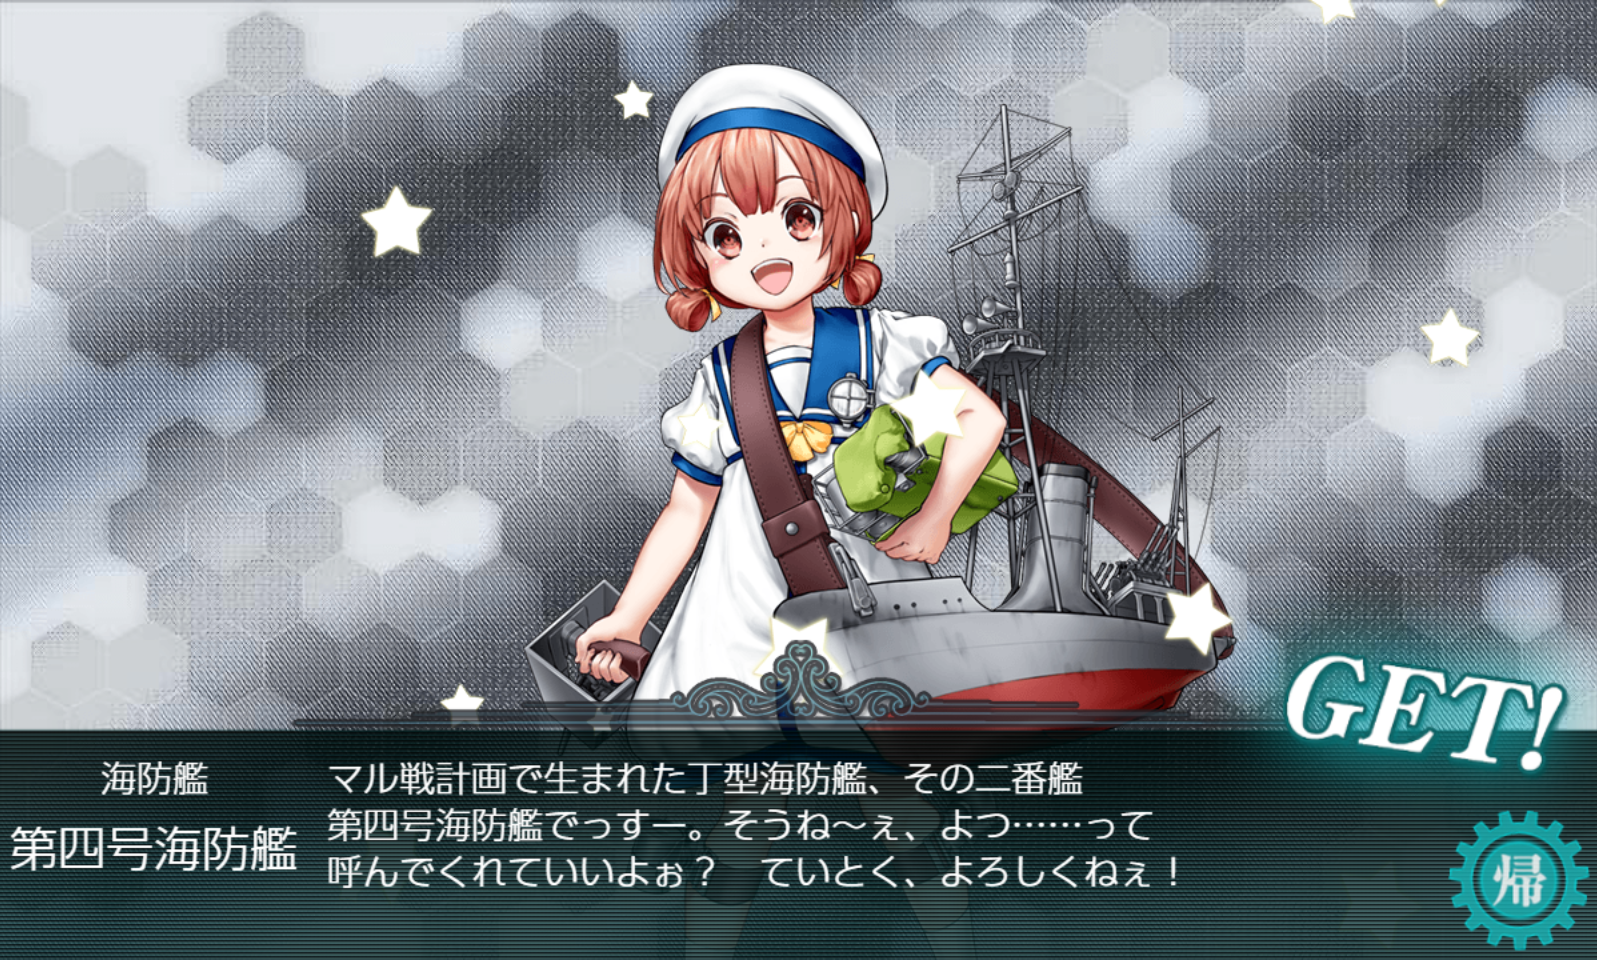 GET!
海防艦
第四号海防艦
マル戦計画で生まれた丁型海防艦、その二番艦
第四号海防艦でっすー。そうね～ぇ、よつ……って
呼んでくれていいよぉ？　ていとく、よろしくねぇ！
帰